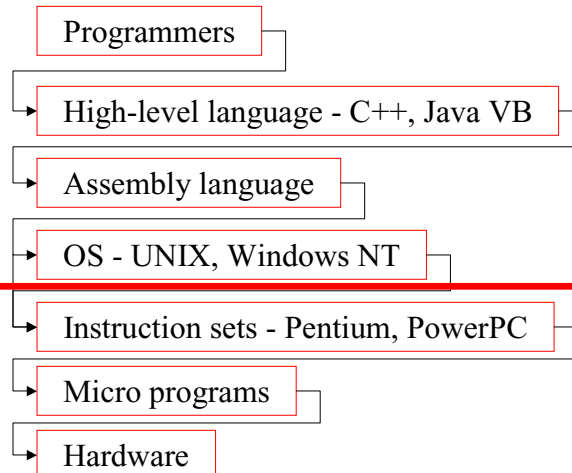 Programmers
High-level language - C++, Java VB
Assembly language
OS - UNIX, Windows NT
Instruction sets - Pentium, PowerPC
Micro programs
Hardware